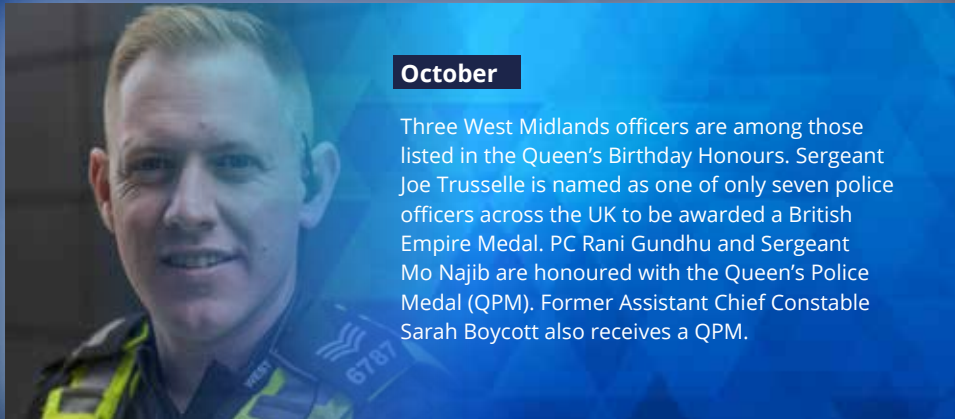 October
Three West Midlands officers are among those
listed in the Queen’s Birthday Honours. Sergeant
Joe Trusselle is named as one of only seven police
officers across the UK to be awarded a British
Empire Medal. PC Rani Gundhu and Sergeant
Mo Najib are honoured with the Queen’s Police
Medal (QPM). Former Assistant Chief Constable
Sarah Boycott also receives a QPM.
WEST
6787